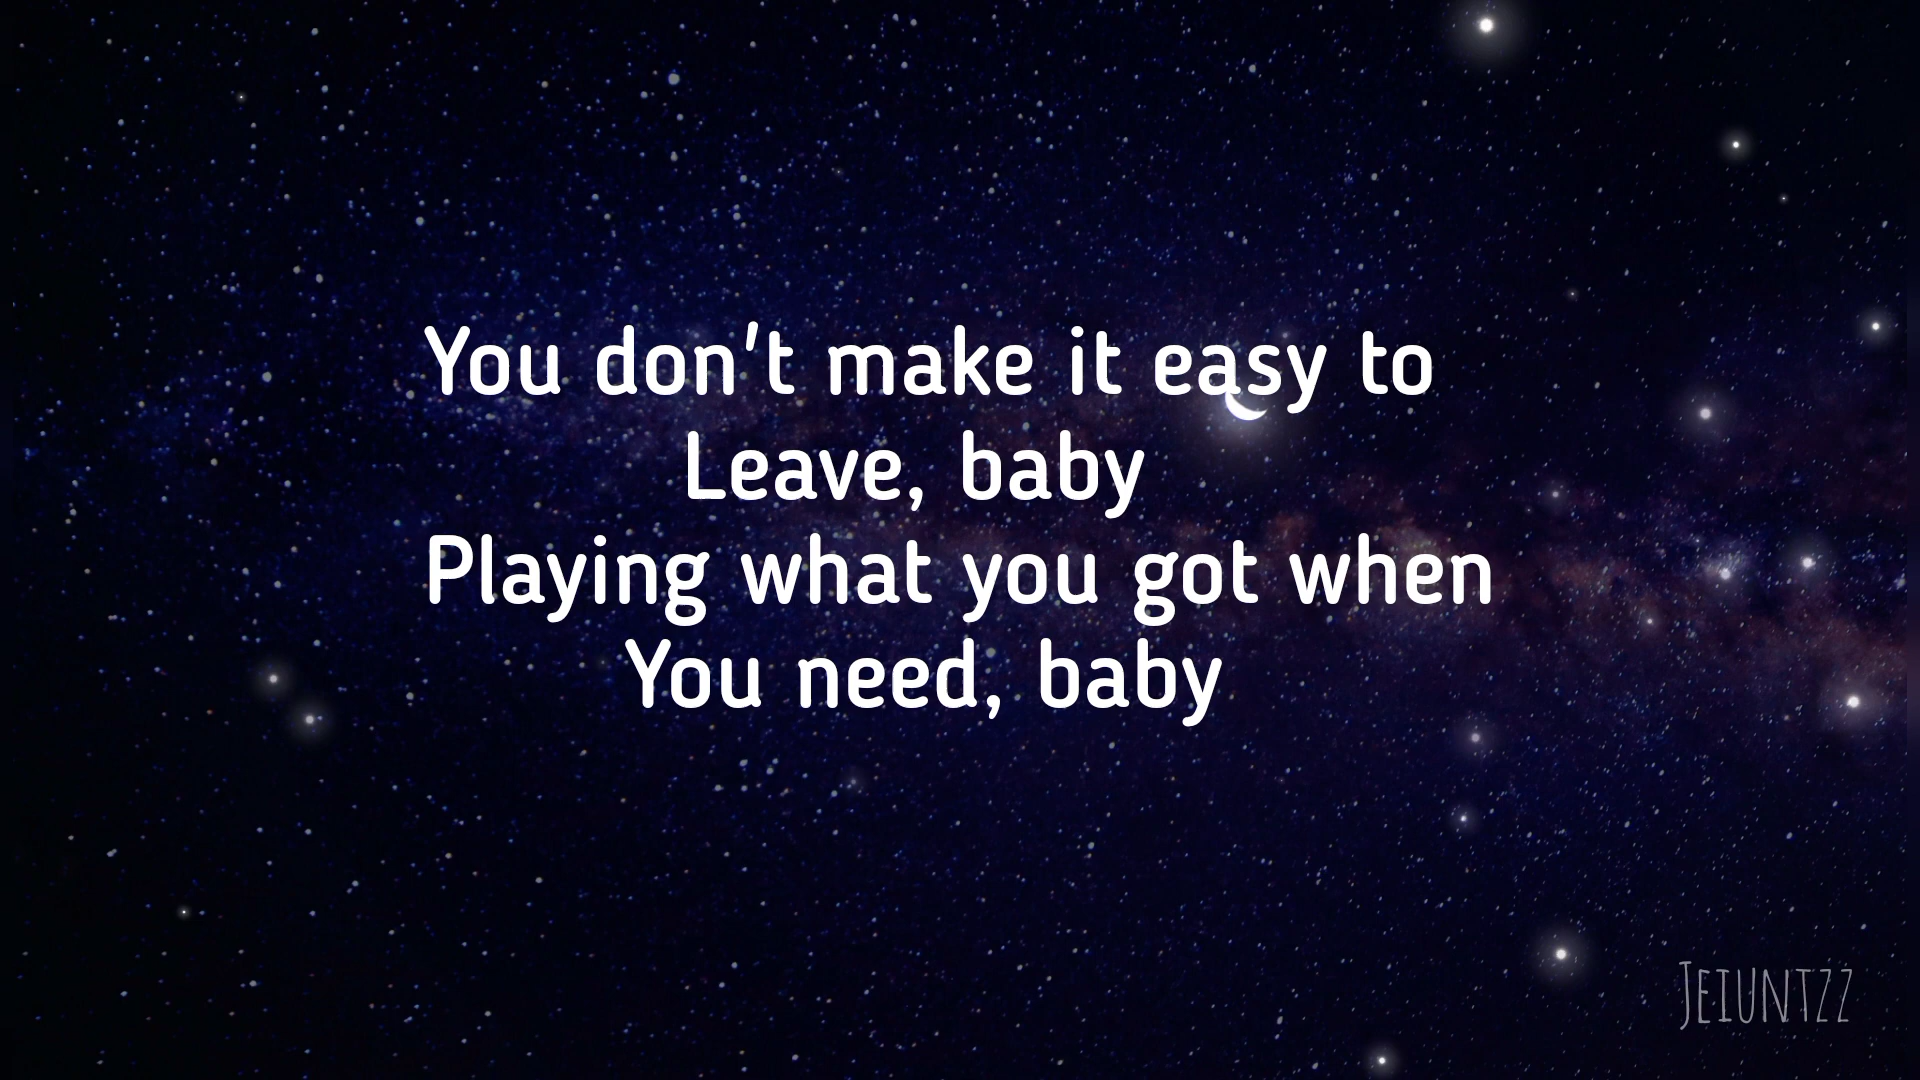 You don't make it easy to
Leave, baby
Playing what you got when
You need, baby
Jeiuntzz